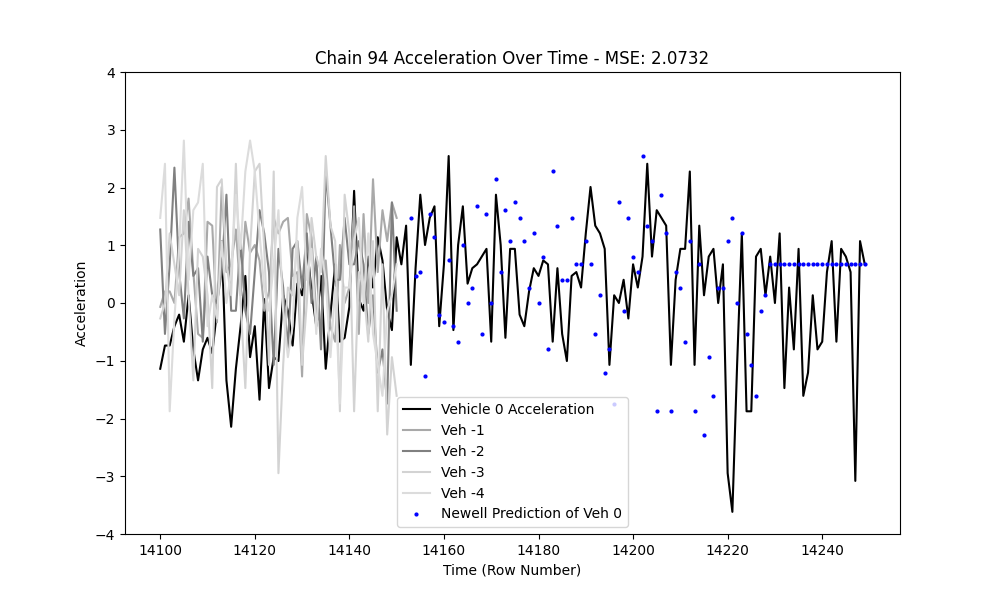 Chain 94 Acceleration Over Time - MSE: 2.0732
4
3
2
1
0
−1
−2
−3
−4
Acceleration
Vehicle 0 Acceleration
Veh -1
Veh -2
Veh -3
Veh -4
Newell Prediction of Veh 0
14100 14120 14140 14160 14180 14200 14220 14240
Time (Row Number)